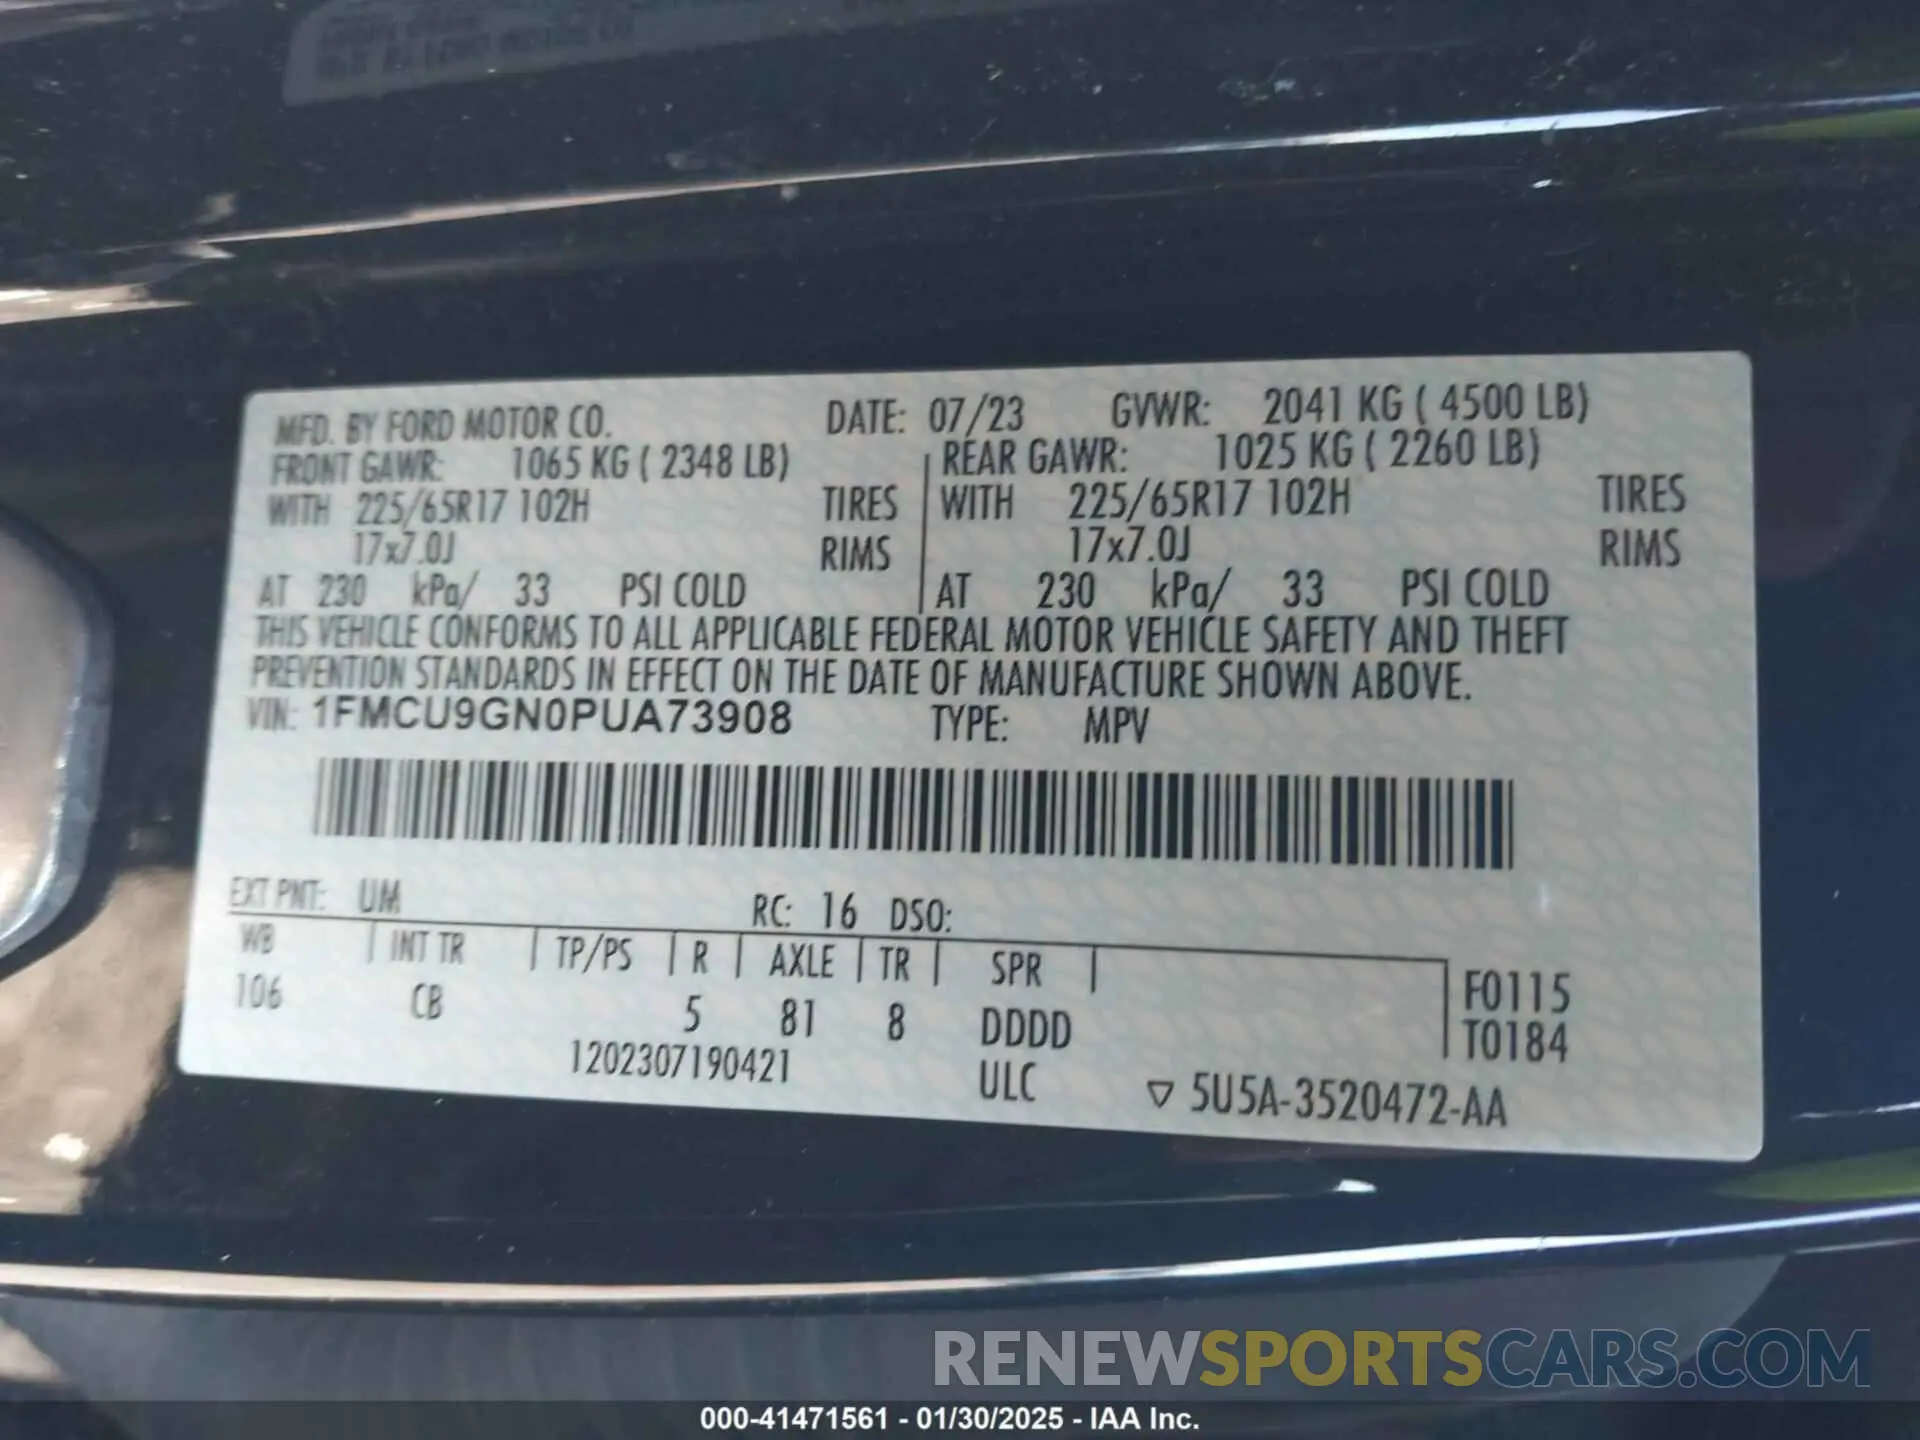 MFD. BY FORD MOTOR CO. DATE: 07/23 GVWR: 2041 KG ( 4500 LB)
FRONT GAWR: 1065 KG ( 2348 LB) REAR GAWR: 1025 KG ( 2260 LB)
WITH 225/65R17 102H TIRES WITH 225/65R17 102H TIRES
17x7.0J RIMS 17x7.0J RIMS
AT 230 kPa/ 33 PSI COLD AT 230 kPa/ 33 PSI COLD
THIS VEHICLE CONFORMS TO ALL APPLICABLE FEDERAL MOTOR VEHICLE SAFETY AND THEFT
PREVENTION STANDARDS IN EFFECT ON THE DATE OF MANUFACTURE SHOWN ABOVE.
VIN: 1FMCU9GN0PUA73908 TYPE: MPV
EXT PNT: UM RC: 16 DSO:
WB INT TR TP/PS R AXLE TR SPR
106 CB 5 81 8 DDDD
F0115
T0184
1202307190421 ULC ▽ 5U5A-3520472-AA
RENEWSPORTSCARS.COM
000-41471561 - 01/30/2025 - IAA Inc.